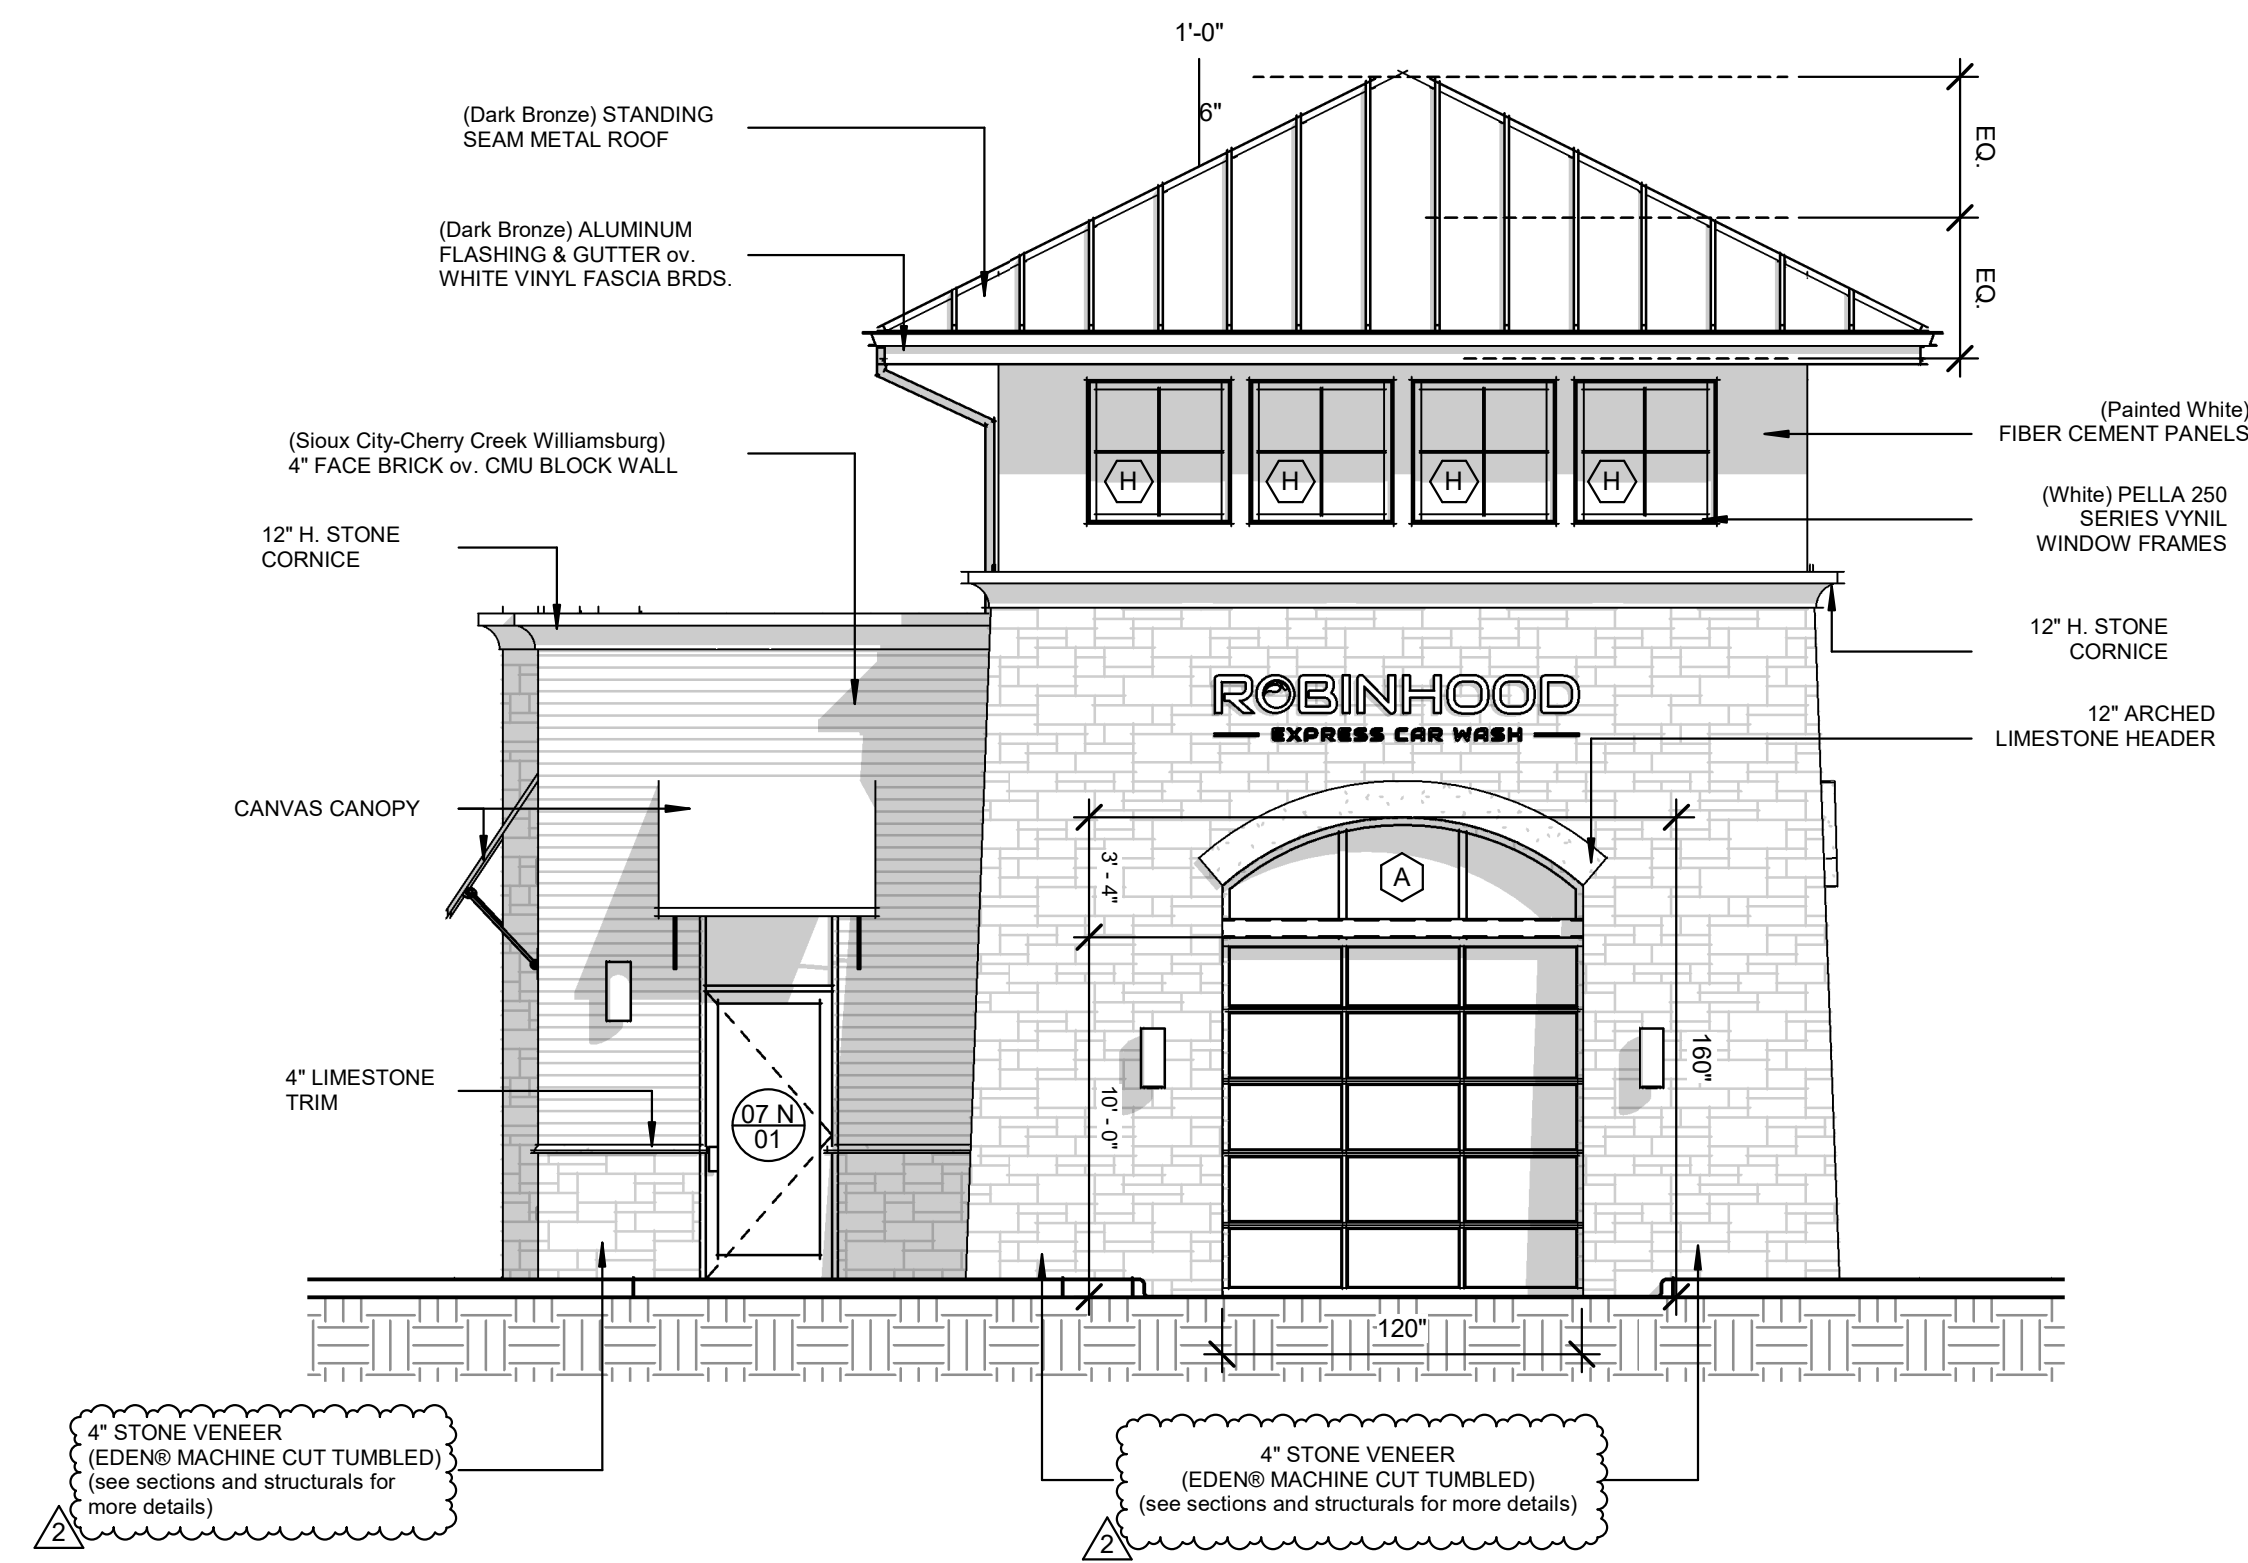 1'-0"
6"
(Dark Bronze) STANDING
SEAM METAL ROOF
EQ.
(Dark Bronze) ALUMINUM
FLASHING & GUTTER ov.
WHITE VINYL FASCIA BRDS.
EQ.
(Painted White)
FIBER CEMENT PANELS
(Sioux City-Cherry Creek Williamsburg)
4" FACE BRICK ov. CMU BLOCK WALL
H
H
H
H
(White) PELLA 250
SERIES VYNIL
WINDOW FRAMES
12" H. STONE
CORNICE
12" H. STONE
CORNICE
ROBINHOOD
EXPRESS CAR WASH
12" ARCHED
LIMESTONE HEADER
CANVAS CANOPY
3' - 4"
A
160"
4" LIMESTONE
TRIM
10' - 0"
07 N
01
120"
4" STONE VENEER
(EDEN® MACHINE CUT TUMBLED)
(see sections and structurals for
more details)
2
4" STONE VENEER
(EDEN® MACHINE CUT TUMBLED)
(see sections and structurals for more details)
2